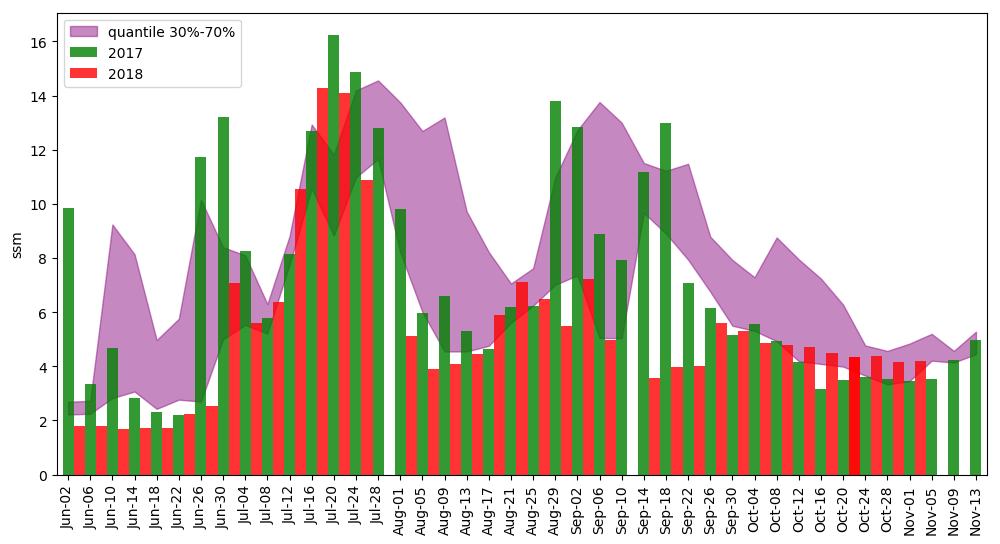 quantile 30%-70%
2017
2018
ssm
16
14
12
10
8
6
4
2
0
Jun-02
Jun-06
Jun-10
Jun-14
Jun-18
Jun-22
Jun-26
Jun-30
Jul-04
Jul-08
Jul-12
Jul-16
Jul-20
Jul-24
Jul-28
Aug-01
Aug-05
Aug-09
Aug-13
Aug-17
Aug-21
Aug-25
Aug-29
Sep-02
Sep-06
Sep-10
Sep-14
Sep-18
Sep-22
Sep-26
Sep-30
Oct-04
Oct-08
Oct-12
Oct-16
Oct-20
Oct-24
Oct-28
Nov-01
Nov-05
Nov-09
Nov-13